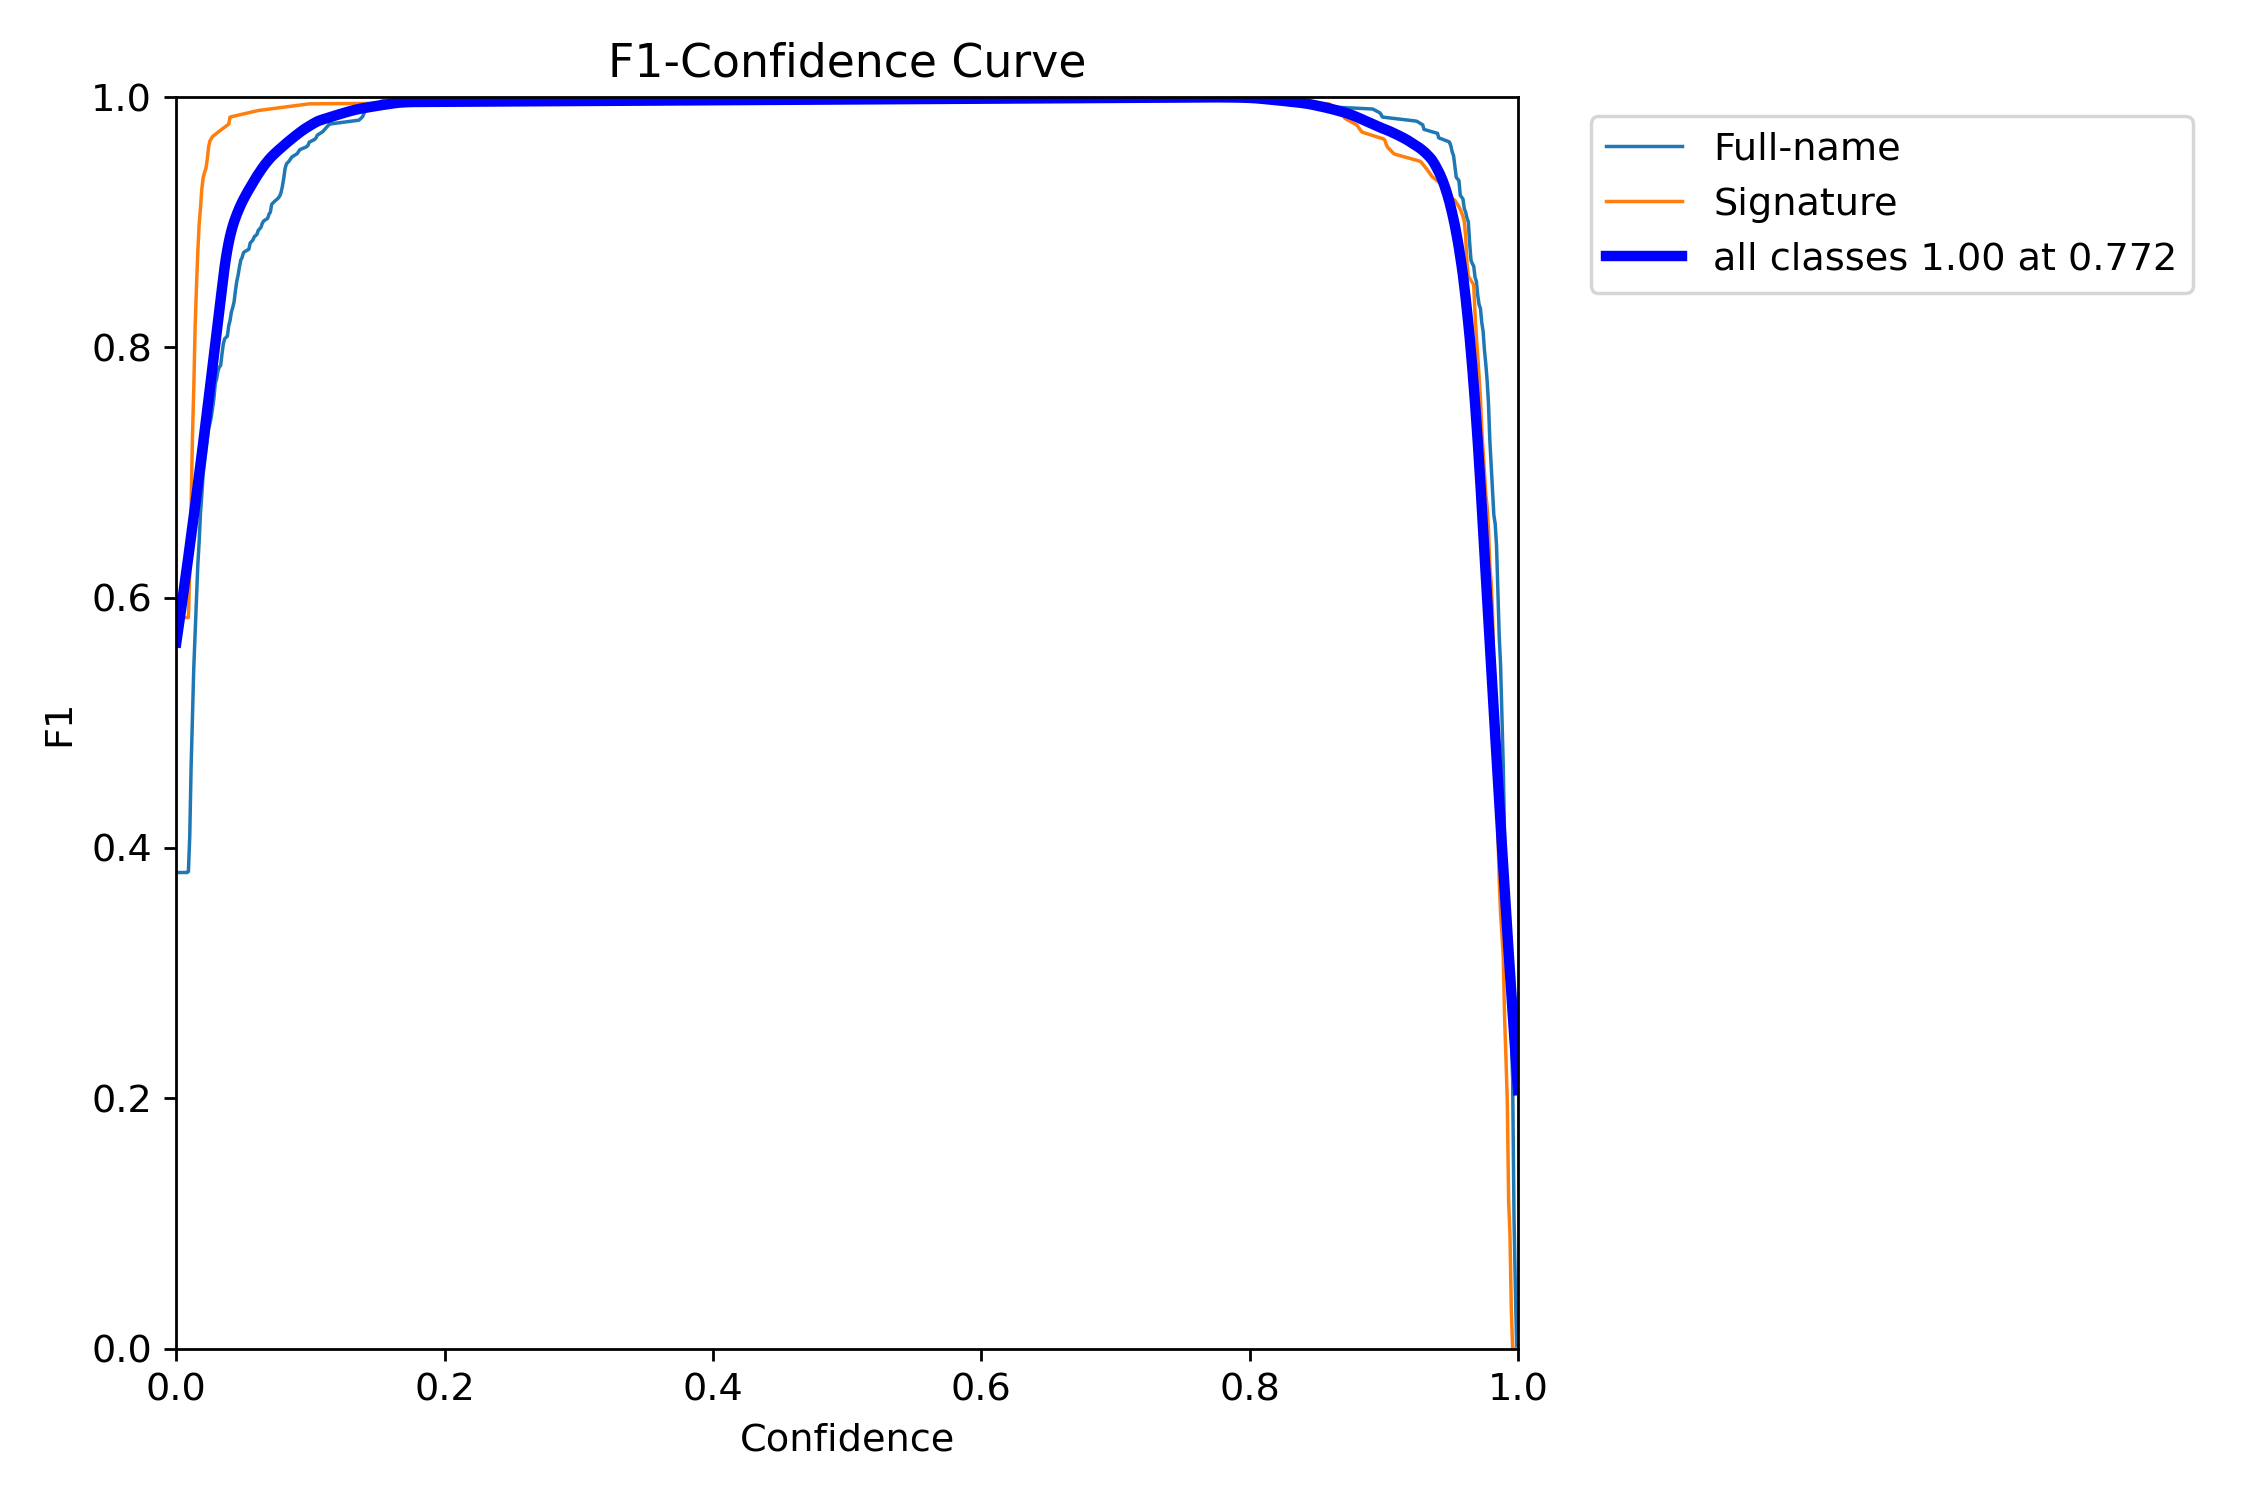 F1-Confidence Curve
1.0
0.8
0.6
0.4
0.2
0.0
F1
0.0 0.2 0.4 0.6 0.8 1.0
Confidence
Full-name
Signature
all classes 1.00 at 0.772